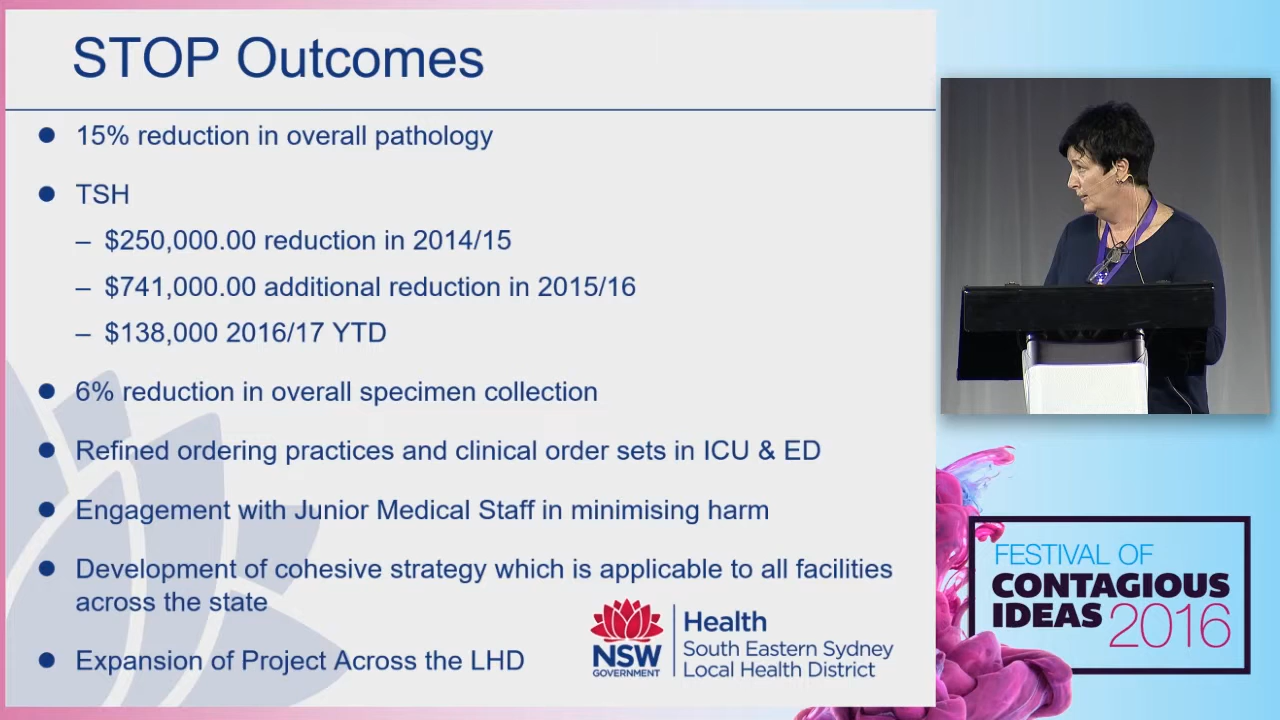 STOP Outcomes
● 15% reduction in overall pathology
● TSH
– $250,000.00 reduction in 2014/15
– $741,000.00 additional reduction in 2015/16
– $138,000 2016/17 YTD
● 6% reduction in overall specimen collection
● Refined ordering practices and clinical order sets in ICU & ED
● Engagement with Junior Medical Staff in minimising harm
● Development of cohesive strategy which is applicable to all facilities
across the state
● Expansion of Project Across the LHD
NSW
GOVERNMENT
Health
South Eastern Sydney
Local Health District
FESTIVAL OF
CONTAGIOUS
IDEAS 2016